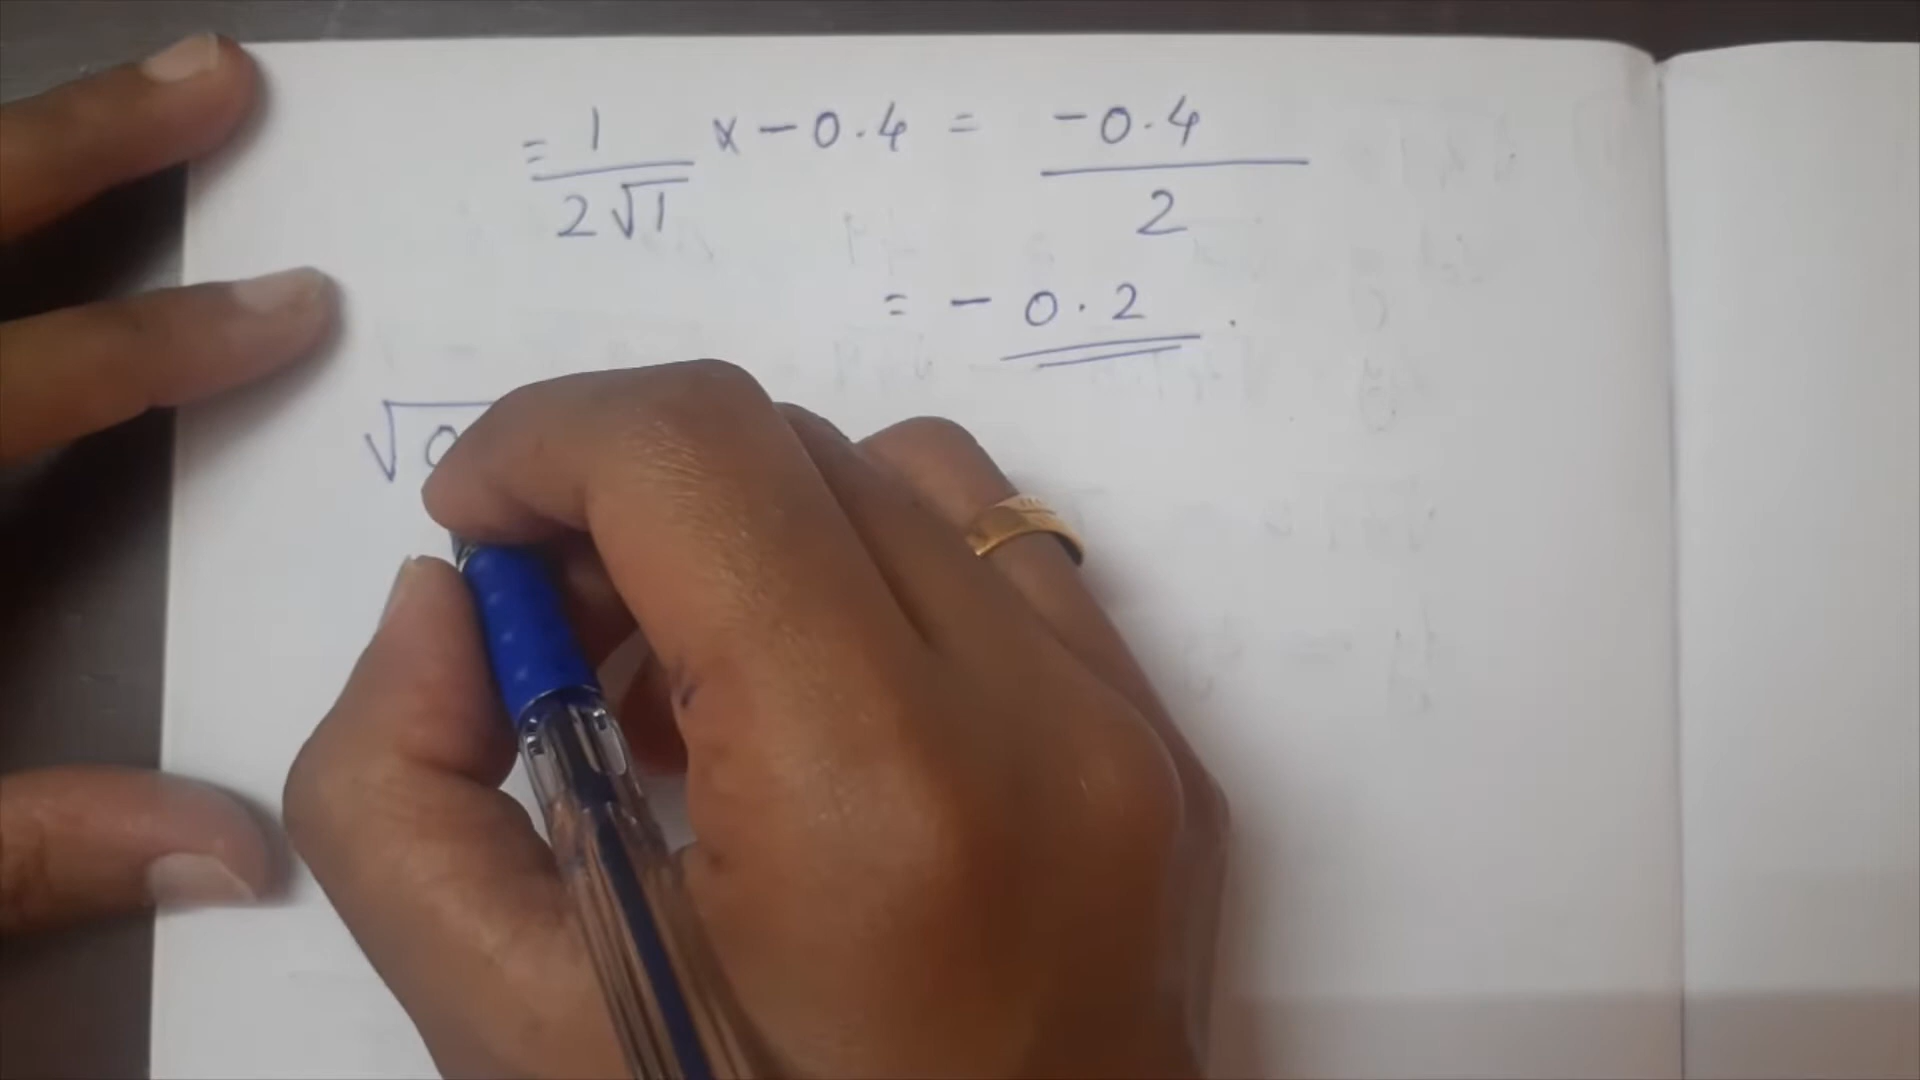 = 1/(2√1) x - 0.4 = -0.4/2
= - 0.2 .
√0